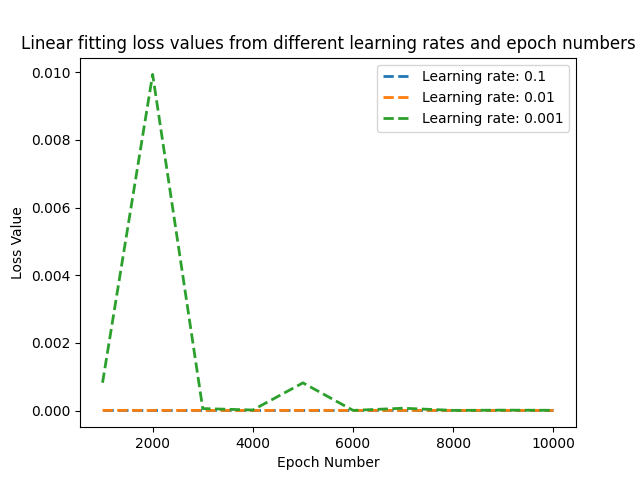 Linear fitting loss values from different learning rates and epoch numbers
Learning rate: 0.1
Learning rate: 0.01
Learning rate: 0.001
0.010
0.008
0.006
0.004
0.002
0.000
Loss Value
2000 4000 6000 8000 10000
Epoch Number